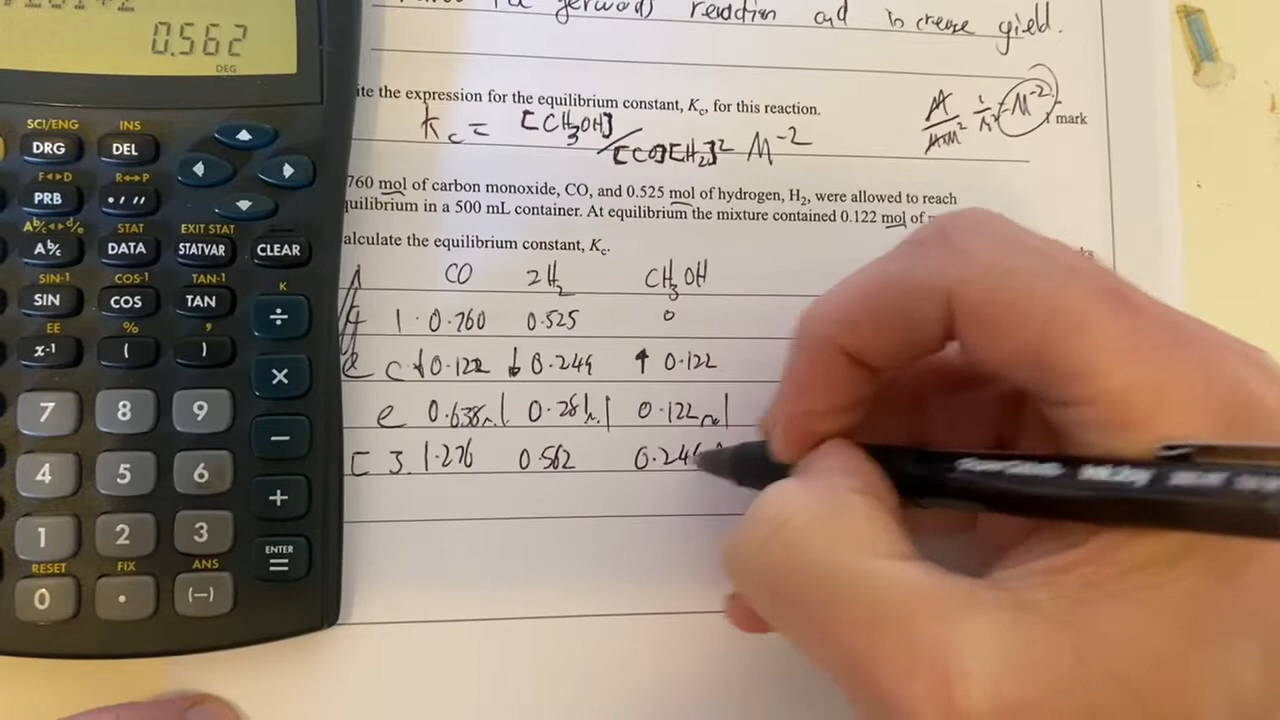 0.562
DEG
forwards reaction and increase yield.
ite the expression for the equilibrium constant, Kc, for this reaction.
Kc = [CH3OH]/[CO][H2]² M⁻²
M⁻²
mark
760 mol of carbon monoxide, CO, and 0.525 mol of hydrogen, H2, were allowed to reach
quilibrium in a 500 mL container. At equilibrium the mixture contained 0.122 mol of
alculate the equilibrium constant, Kc.
CO 2H2 CH3OH
0.760 0.525 0
c ↓0.122 ↓ 0.244 ↑ 0.122
e 0.638 0.281 0.122
1.276 0.562 0.24
SCI/ENG INS
DRG DEL
F◄►D R◄►P
PRB . , ,,
Ab/c◄►d/e STAT EXIT STAT
Ab/c DATA STATVAR CLEAR
SIN-1 COS-1 TAN-1 K
SIN COS TAN ÷
EE % ,
x-1 ( ) ×
7 8 9 −
4 5 6 +
1 2 3 ENTER =
RESET FIX ANS
0 . (−)